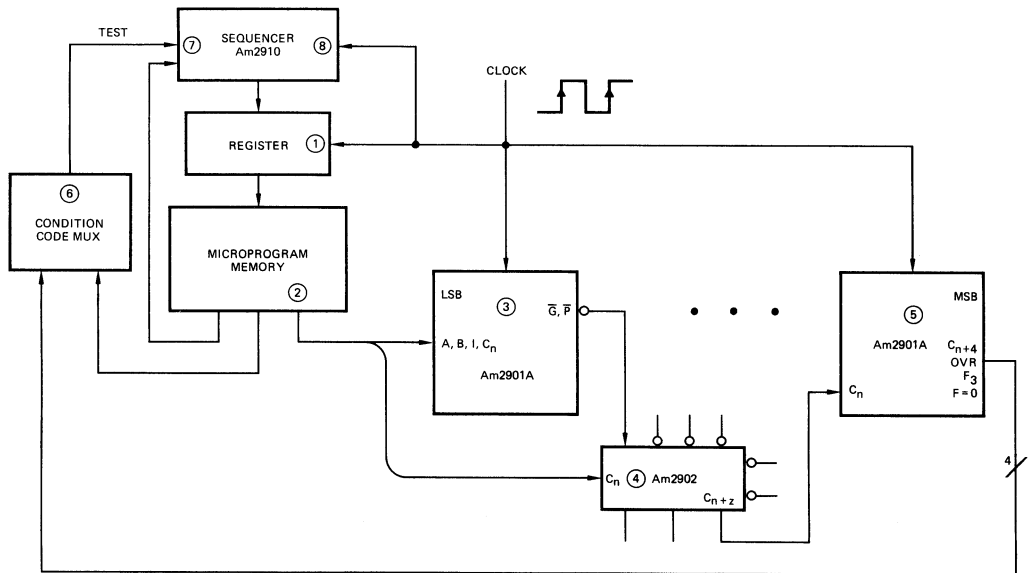 TEST
⑦ SEQUENCER ⑧
Am2910
CLOCK
REGISTER ①
⑥
CONDITION
CODE MUX
MICROPROGRAM
MEMORY
②
LSB
③
G̅, P̅
A, B, I, Cₙ
Am2901A
MSB
⑤
Am2901A
Cₙ₊₄
OVR
F₃
F = 0
Cₙ
4
Cₙ ④ Am2902
Cₙ₊z